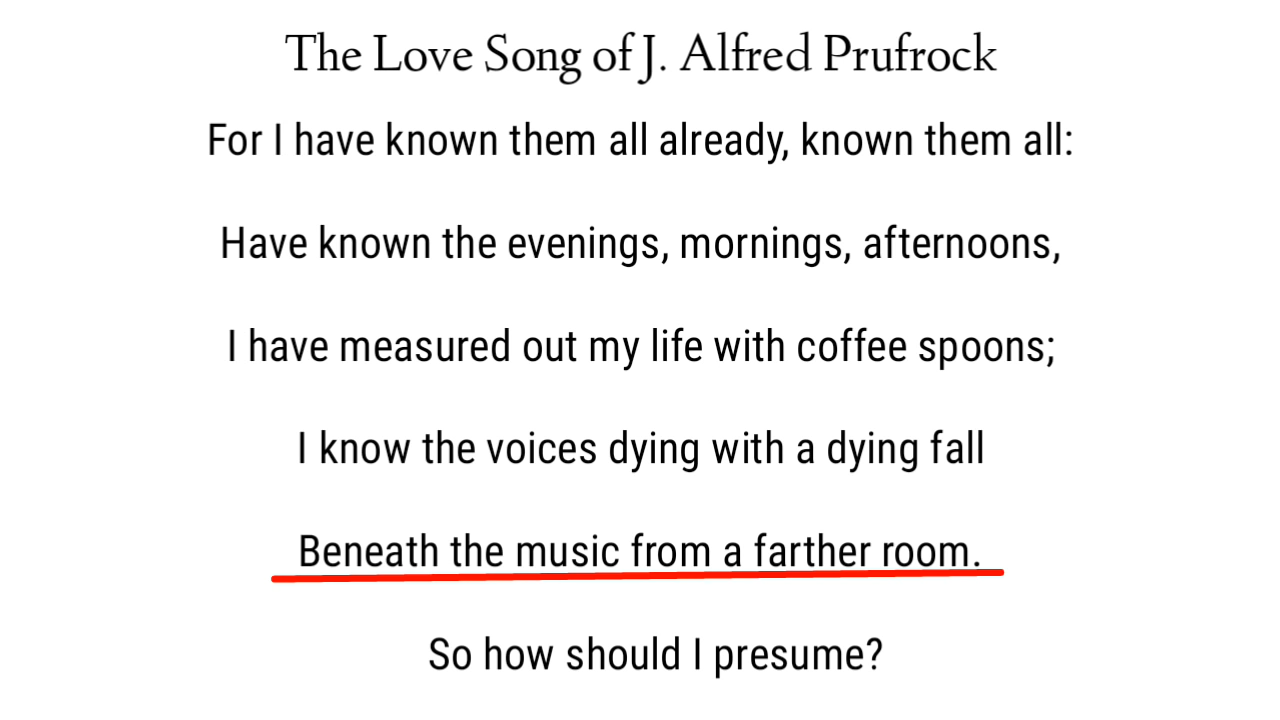 The Love Song of J. Alfred Prufrock
For I have known them all already, known them all:
Have known the evenings, mornings, afternoons,
I have measured out my life with coffee spoons;
I know the voices dying with a dying fall
Beneath the music from a farther room.
So how should I presume?